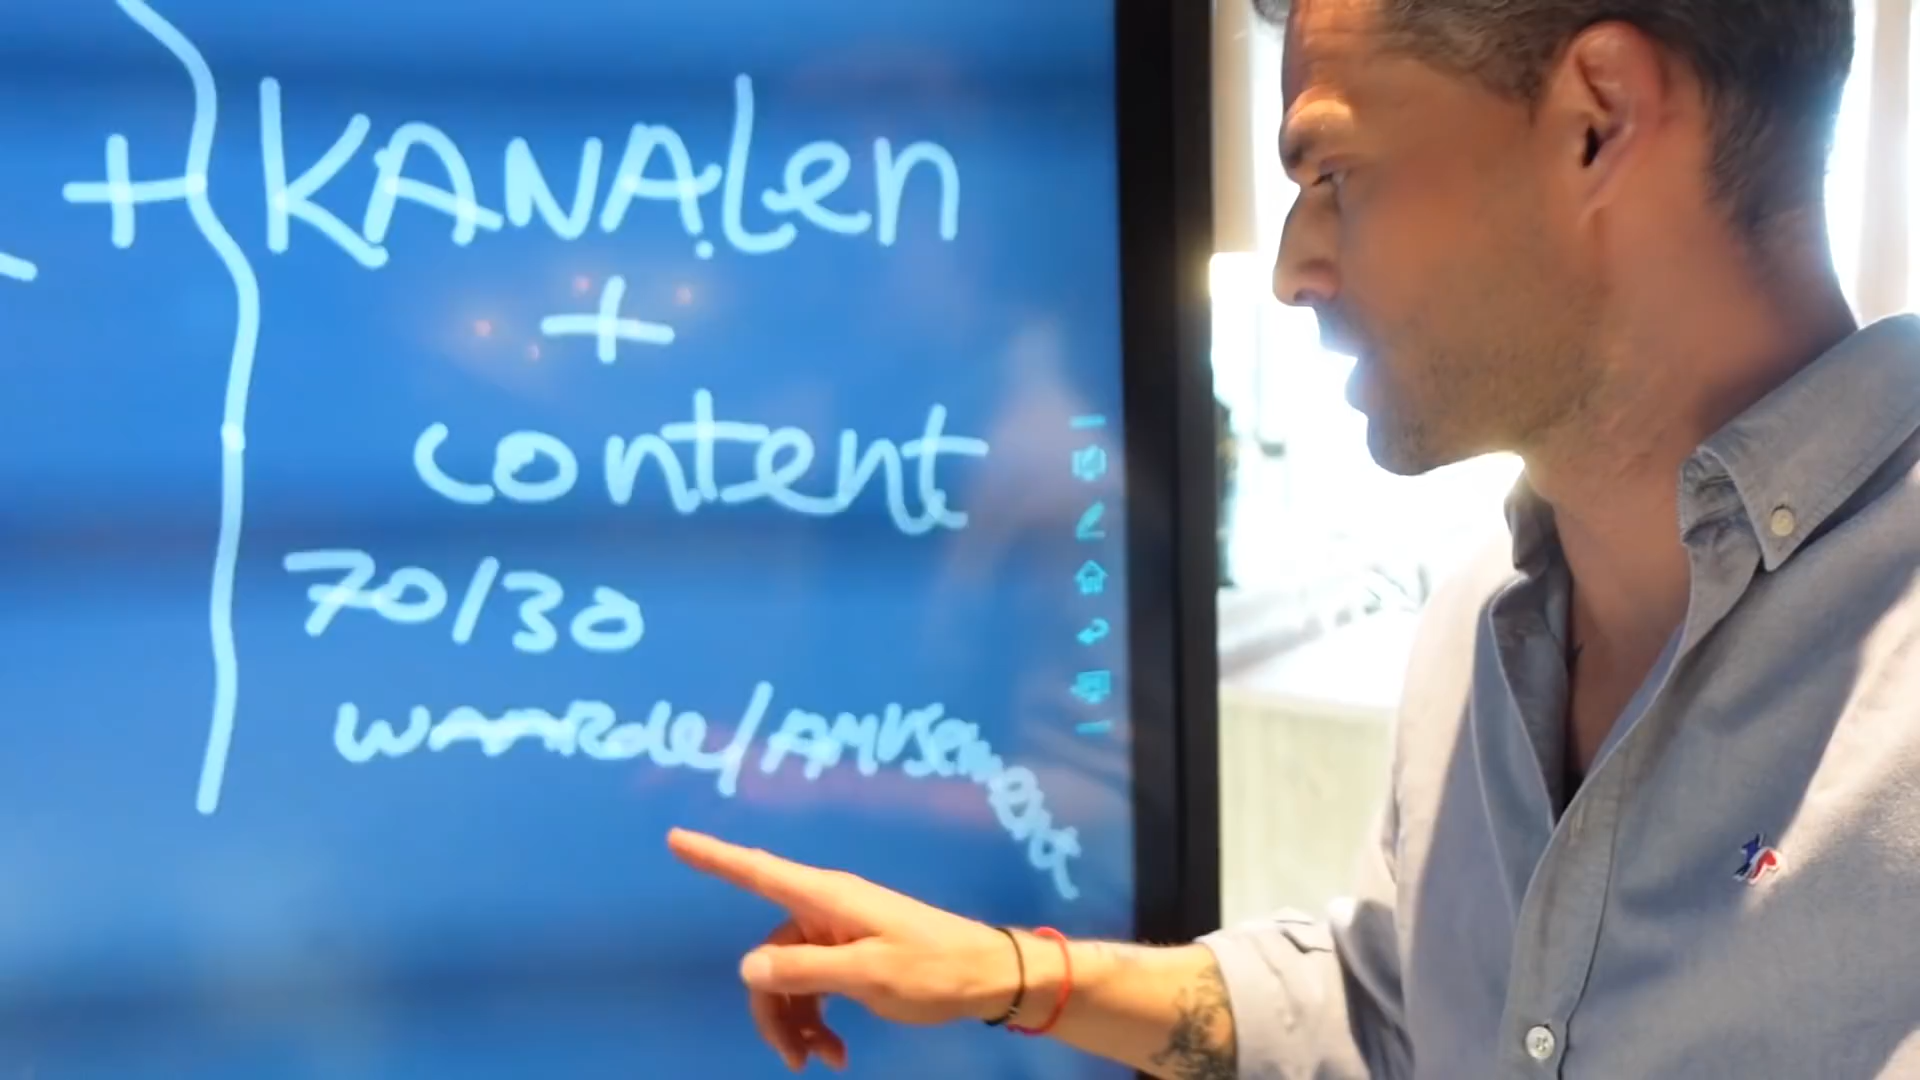 + KANAlen
+
content
70/30
waarde/AMUSEMENT